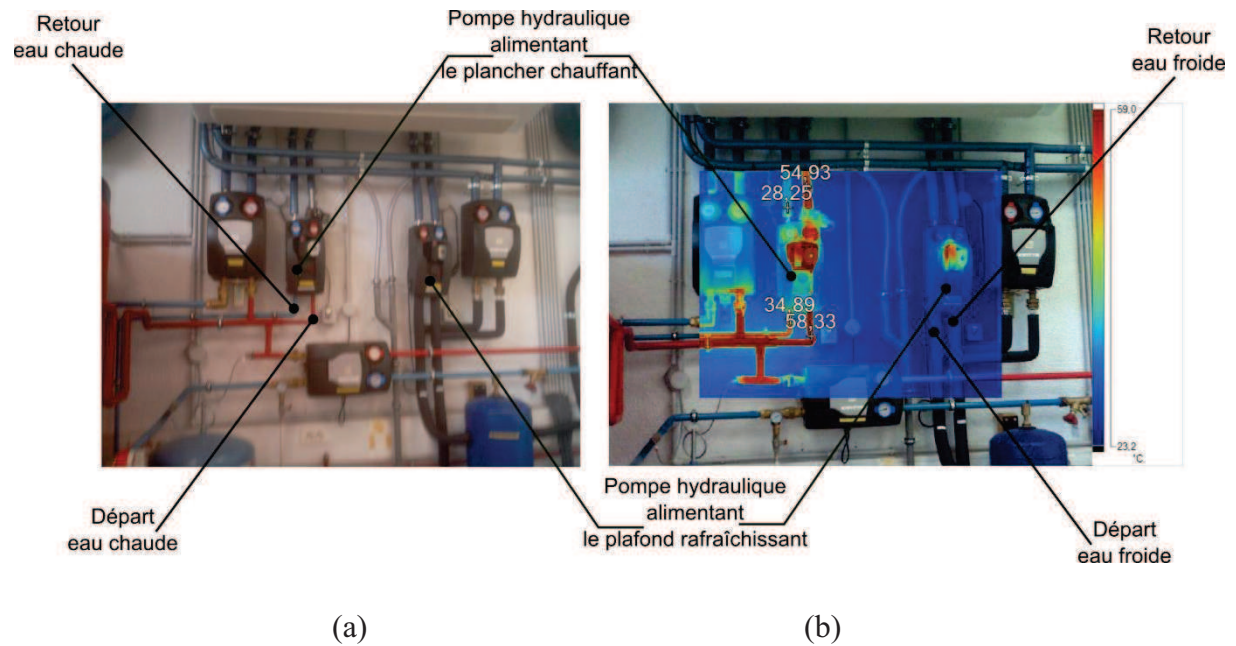 Retour
eau chaude
Pompe hydraulique
alimentant
le plancher chauffant
Retour
eau froide
59.0
54.93
28.25
34.89
58.33
23.2
°C
Départ
eau chaude
Pompe hydraulique
alimentant
le plafond rafraîchissant
Départ
eau froide
(a)
(b)